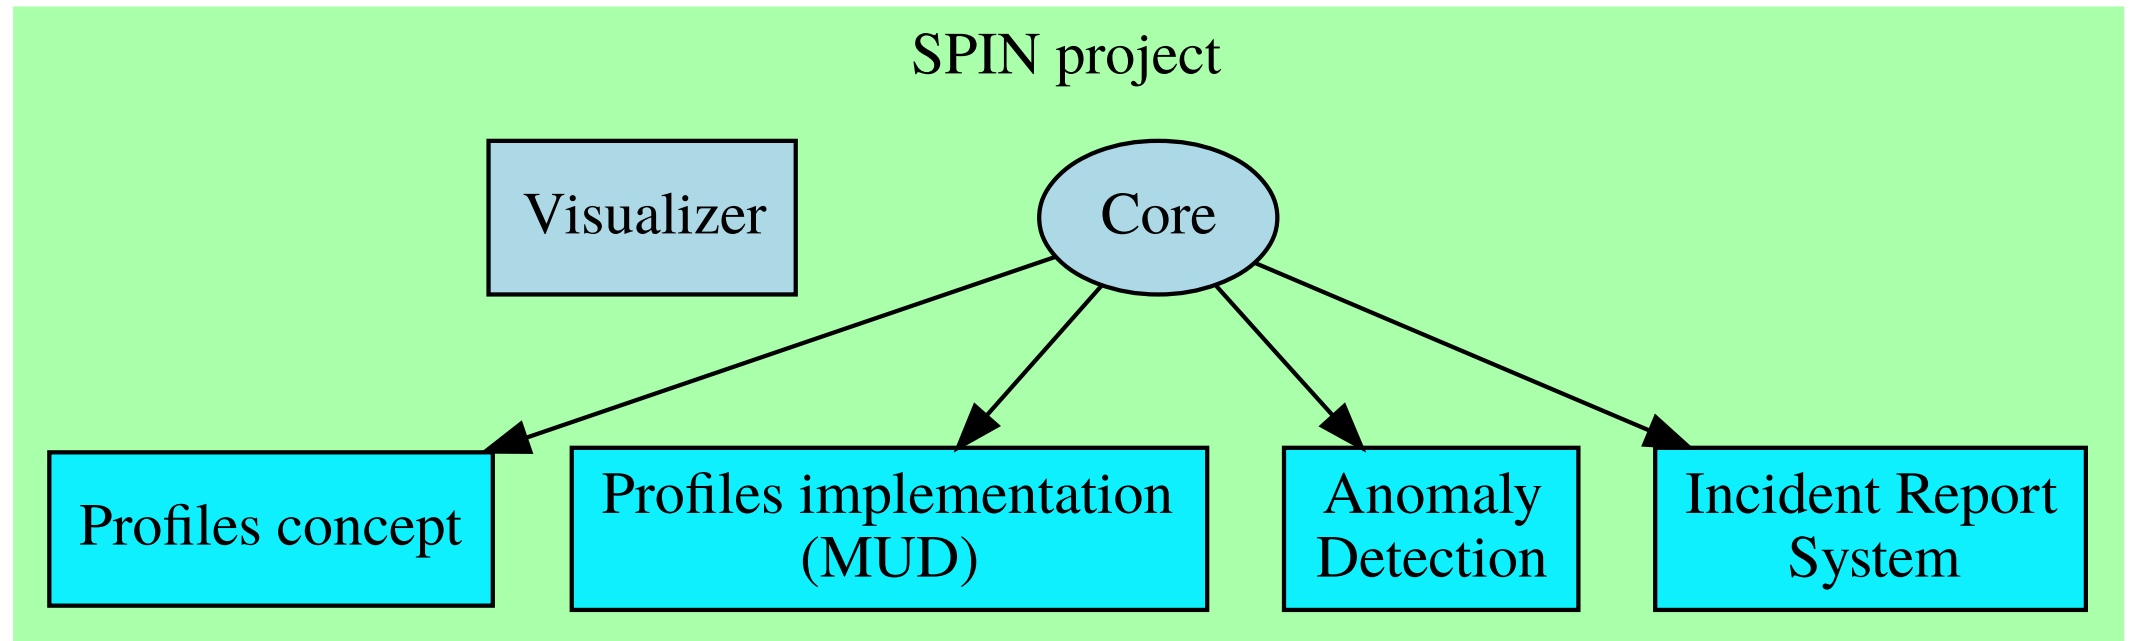 SPIN project
Visualizer
Core
Profiles concept
Profiles implementation
(MUD)
Anomaly
Detection
Incident Report
System